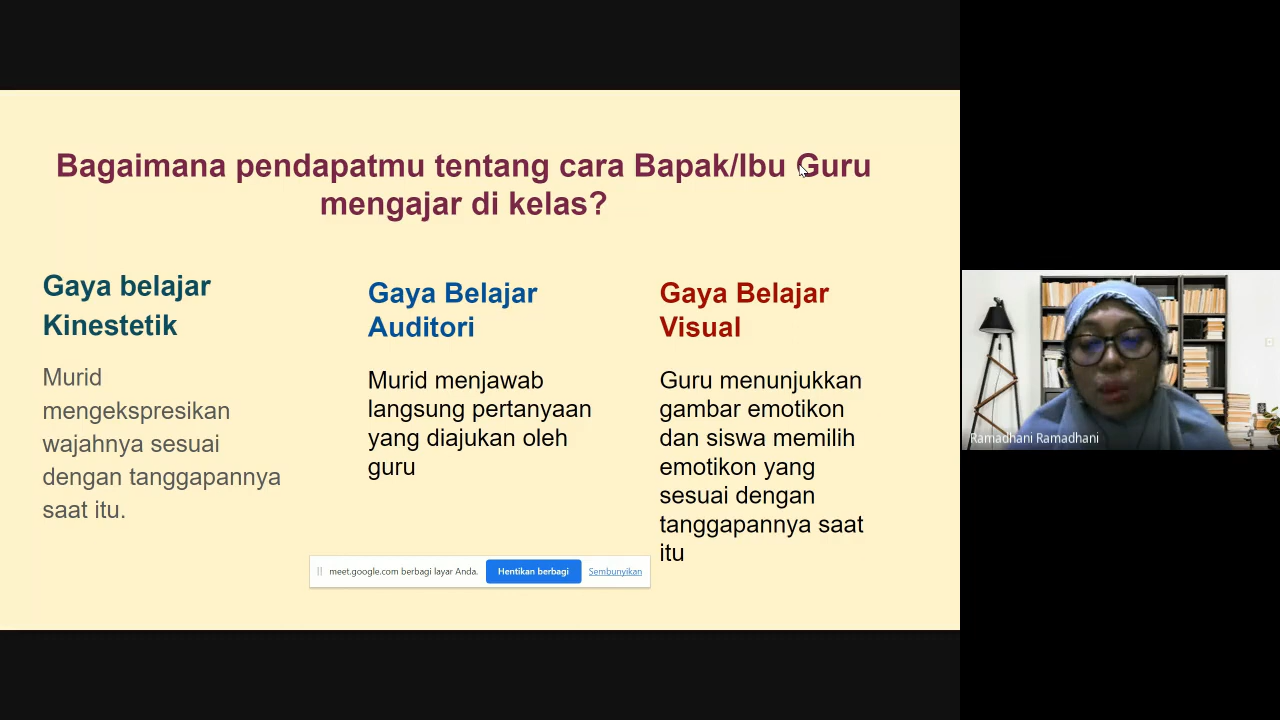 Bagaimana pendapatmu tentang cara Bapak/Ibu Guru
mengajar di kelas?
Gaya belajar
Kinestetik
Murid
mengekspresikan
wajahnya sesuai
dengan tanggapannya
saat itu.
Gaya Belajar
Auditori
Murid menjawab
langsung pertanyaan
yang diajukan oleh
guru
Gaya Belajar
Visual
Guru menunjukkan
gambar emotikon
dan siswa memilih
emotikon yang
sesuai dengan
tanggapannya saat
itu
meet.google.com berbagi layar Anda.
Hentikan berbagi
Sembunyikan
Ramadhani Ramadhani